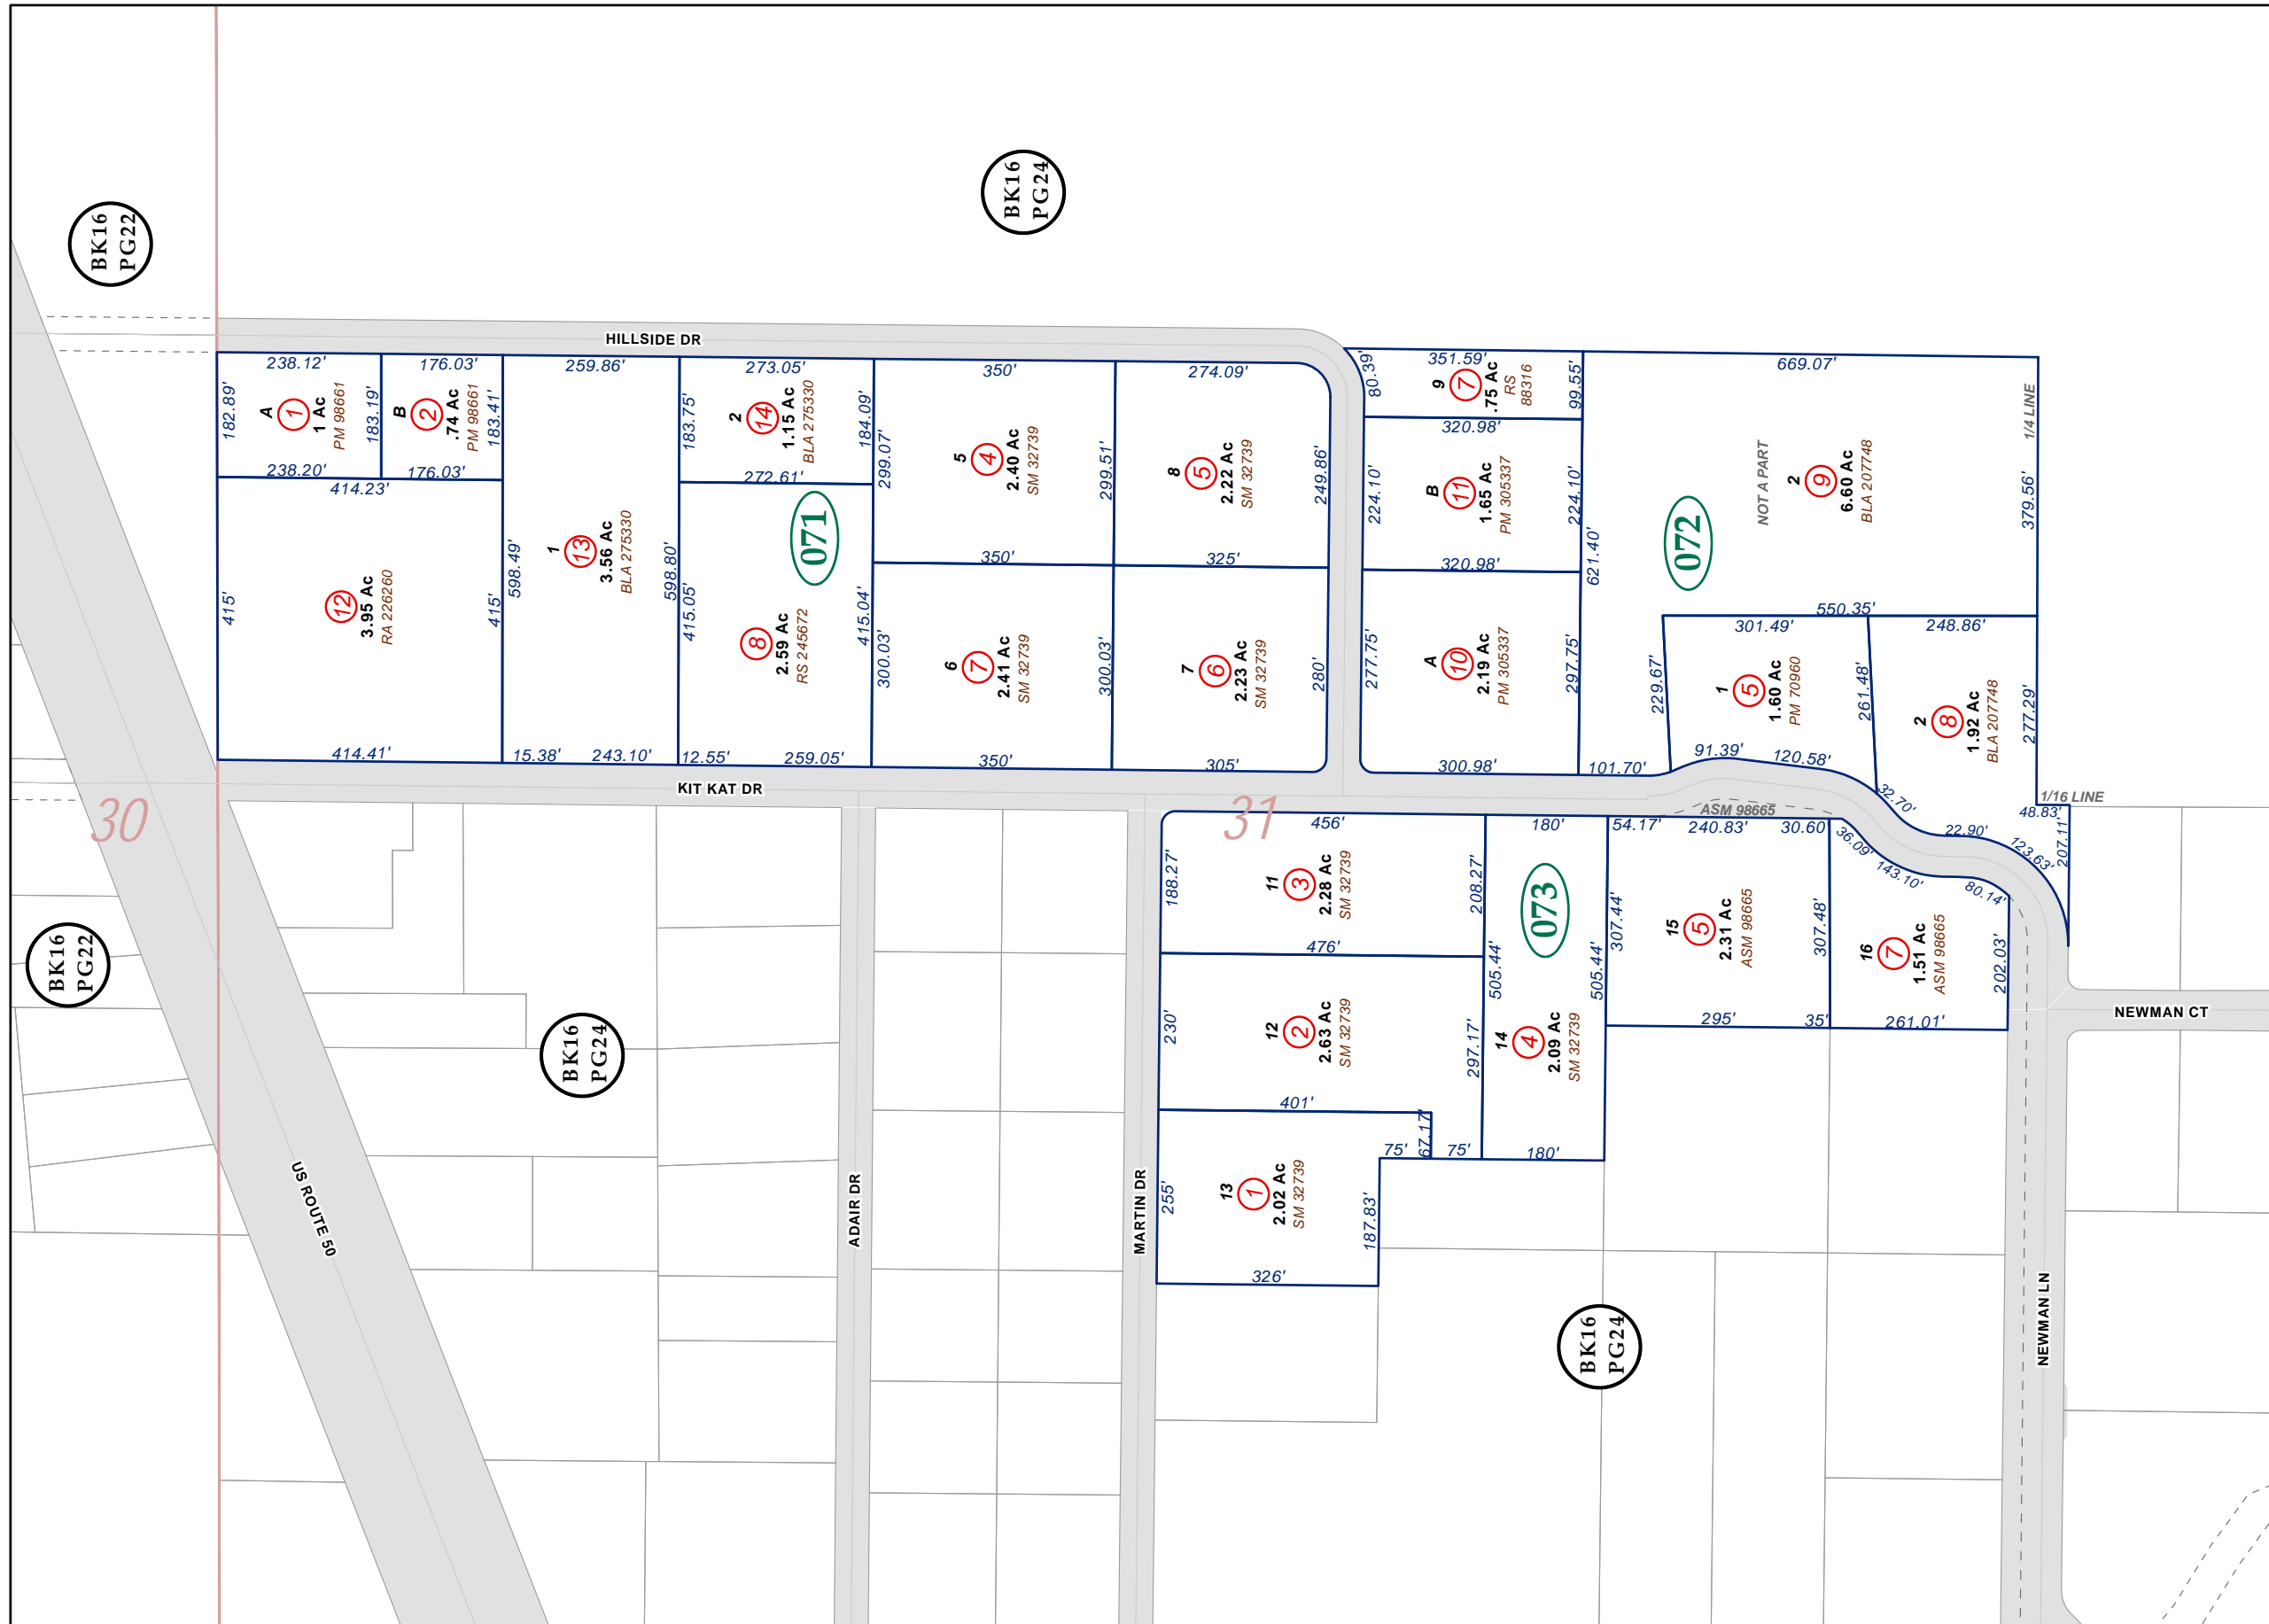 BK16
PG22
BK16
PG24
HILLSIDE DR
238.12'
182.89'
A
1
1 Ac
PM 98661
183.19'
238.20'
176.03'
B
2
.74 Ac
PM 98661
183.41'
176.03'
414.23'
415'
12
3.95 Ac
RA 226260
415'
414.41'
259.86'
598.49'
1
13
3.56 Ac
BLA 275330
598.80'
15.38'
243.10'
273.05'
183.75'
2
14
1.15 Ac
BLA 275330
184.09'
272.61'
071
415.05'
8
2.59 Ac
RS 245672
415.04'
12.55'
259.05'
350'
299.07'
5
4
2.40 Ac
SM 32739
299.51'
350'
300.03'
6
7
2.41 Ac
SM 32739
300.03'
350'
274.09'
8
5
2.22 Ac
SM 32739
249.86'
325'
7
6
2.23 Ac
SM 32739
280'
305'
80.39'
351.59'
9
7
.75 Ac
RS
88316
99.55'
320.98'
224.10'
B
11
1.65 Ac
PM 305337
224.10'
320.98'
277.75'
A
10
2.19 Ac
PM 305337
297.75'
300.98'
669.07'
1/4 LINE
NOT A PART
2
9
6.60 Ac
BLA 207748
379.56'
072
621.40'
550.35'
101.70'
229.67'
301.49'
1
5
1.60 Ac
PM 70960
261.48'
91.39'
120.58'
248.86'
2
8
1.92 Ac
BLA 207748
277.29'
32.70'
1/16 LINE
48.83'
207.11'
22.90'
123.63'
KIT KAT DR
30
31
ASM 98665
456'
188.27'
11
3
2.28 Ac
SM 32739
208.27'
476'
230'
12
2
2.63 Ac
SM 32739
297.17'
401'
67.17'
75'
75'
255'
13
1
2.02 Ac
SM 32739
187.83'
326'
180'
073
505.44'
505.44'
14
4
2.09 Ac
SM 32739
180'
54.17'
240.83'
30.60
307.44'
15
5
2.31 Ac
ASM 98665
307.48'
295'
35'
36.09'
143.10'
80.14'
16
7
1.51 Ac
ASM 98665
202.03'
261.01'
NEWMAN CT
NEWMAN LN
MARTIN DR
ADAIR DR
US ROUTE 50
BK16
PG22
BK16
PG24
BK16
PG24